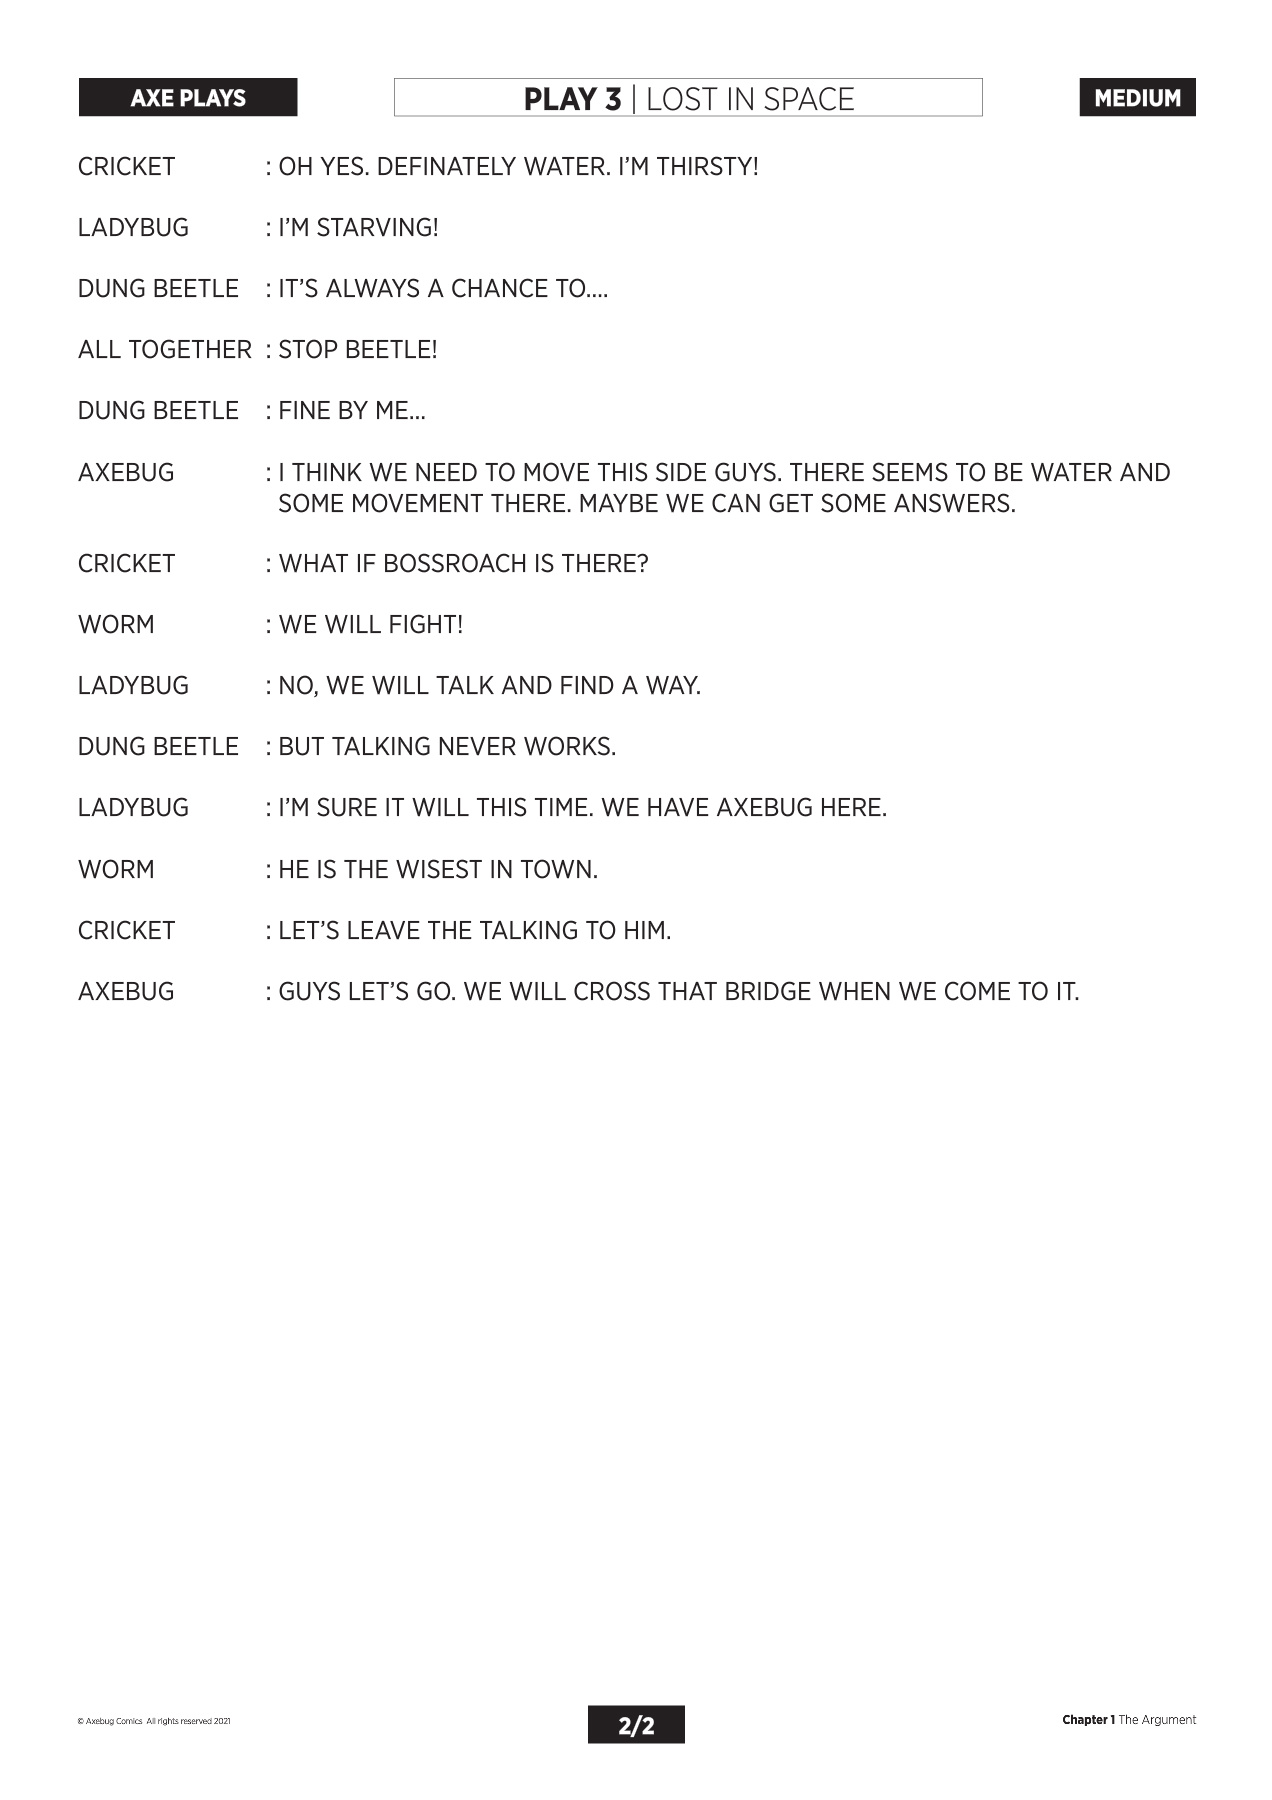 AXE PLAYS
PLAY 3 | LOST IN SPACE
MEDIUM
CRICKET : OH YES. DEFINATELY WATER. I’M THIRSTY!
LADYBUG : I’M STARVING!
DUNG BEETLE : IT’S ALWAYS A CHANCE TO....
ALL TOGETHER : STOP BEETLE!
DUNG BEETLE : FINE BY ME...
AXEBUG : I THINK WE NEED TO MOVE THIS SIDE GUYS. THERE SEEMS TO BE WATER AND
SOME MOVEMENT THERE. MAYBE WE CAN GET SOME ANSWERS.
CRICKET : WHAT IF BOSSROACH IS THERE?
WORM : WE WILL FIGHT!
LADYBUG : NO, WE WILL TALK AND FIND A WAY.
DUNG BEETLE : BUT TALKING NEVER WORKS.
LADYBUG : I’M SURE IT WILL THIS TIME. WE HAVE AXEBUG HERE.
WORM : HE IS THE WISEST IN TOWN.
CRICKET : LET’S LEAVE THE TALKING TO HIM.
AXEBUG : GUYS LET’S GO. WE WILL CROSS THAT BRIDGE WHEN WE COME TO IT.
© Axebug Comics All rights reserved 2021
2/2
Chapter 1 The Argument